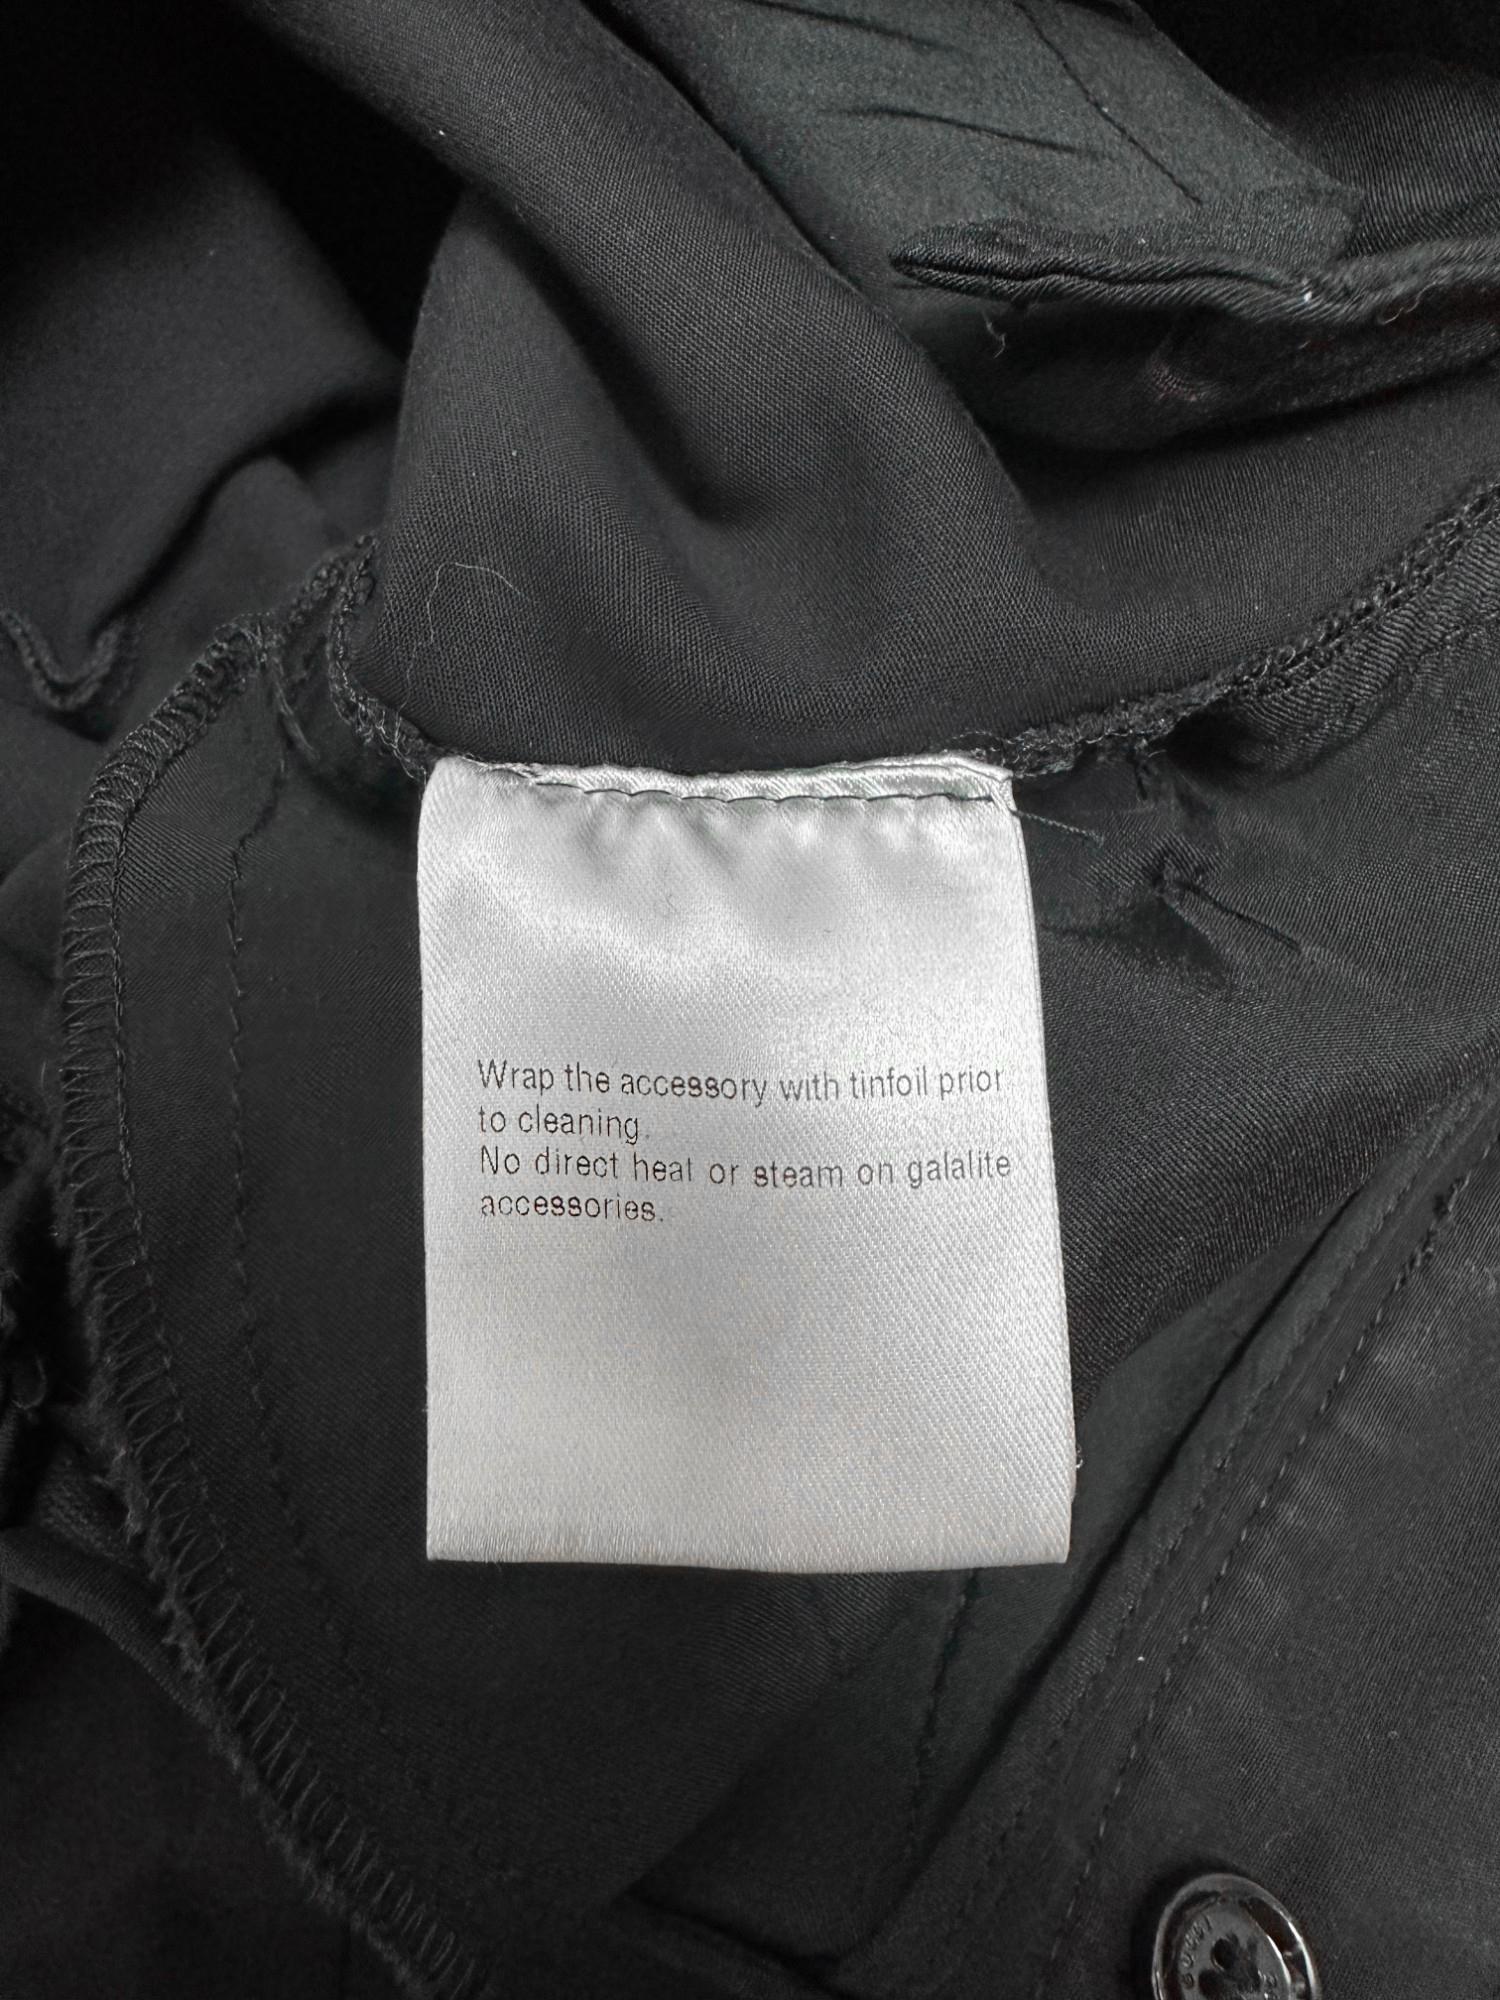 Wrap the accessory with tinfoil prior
to cleaning.
No direct heat or steam on galalite
accessories.